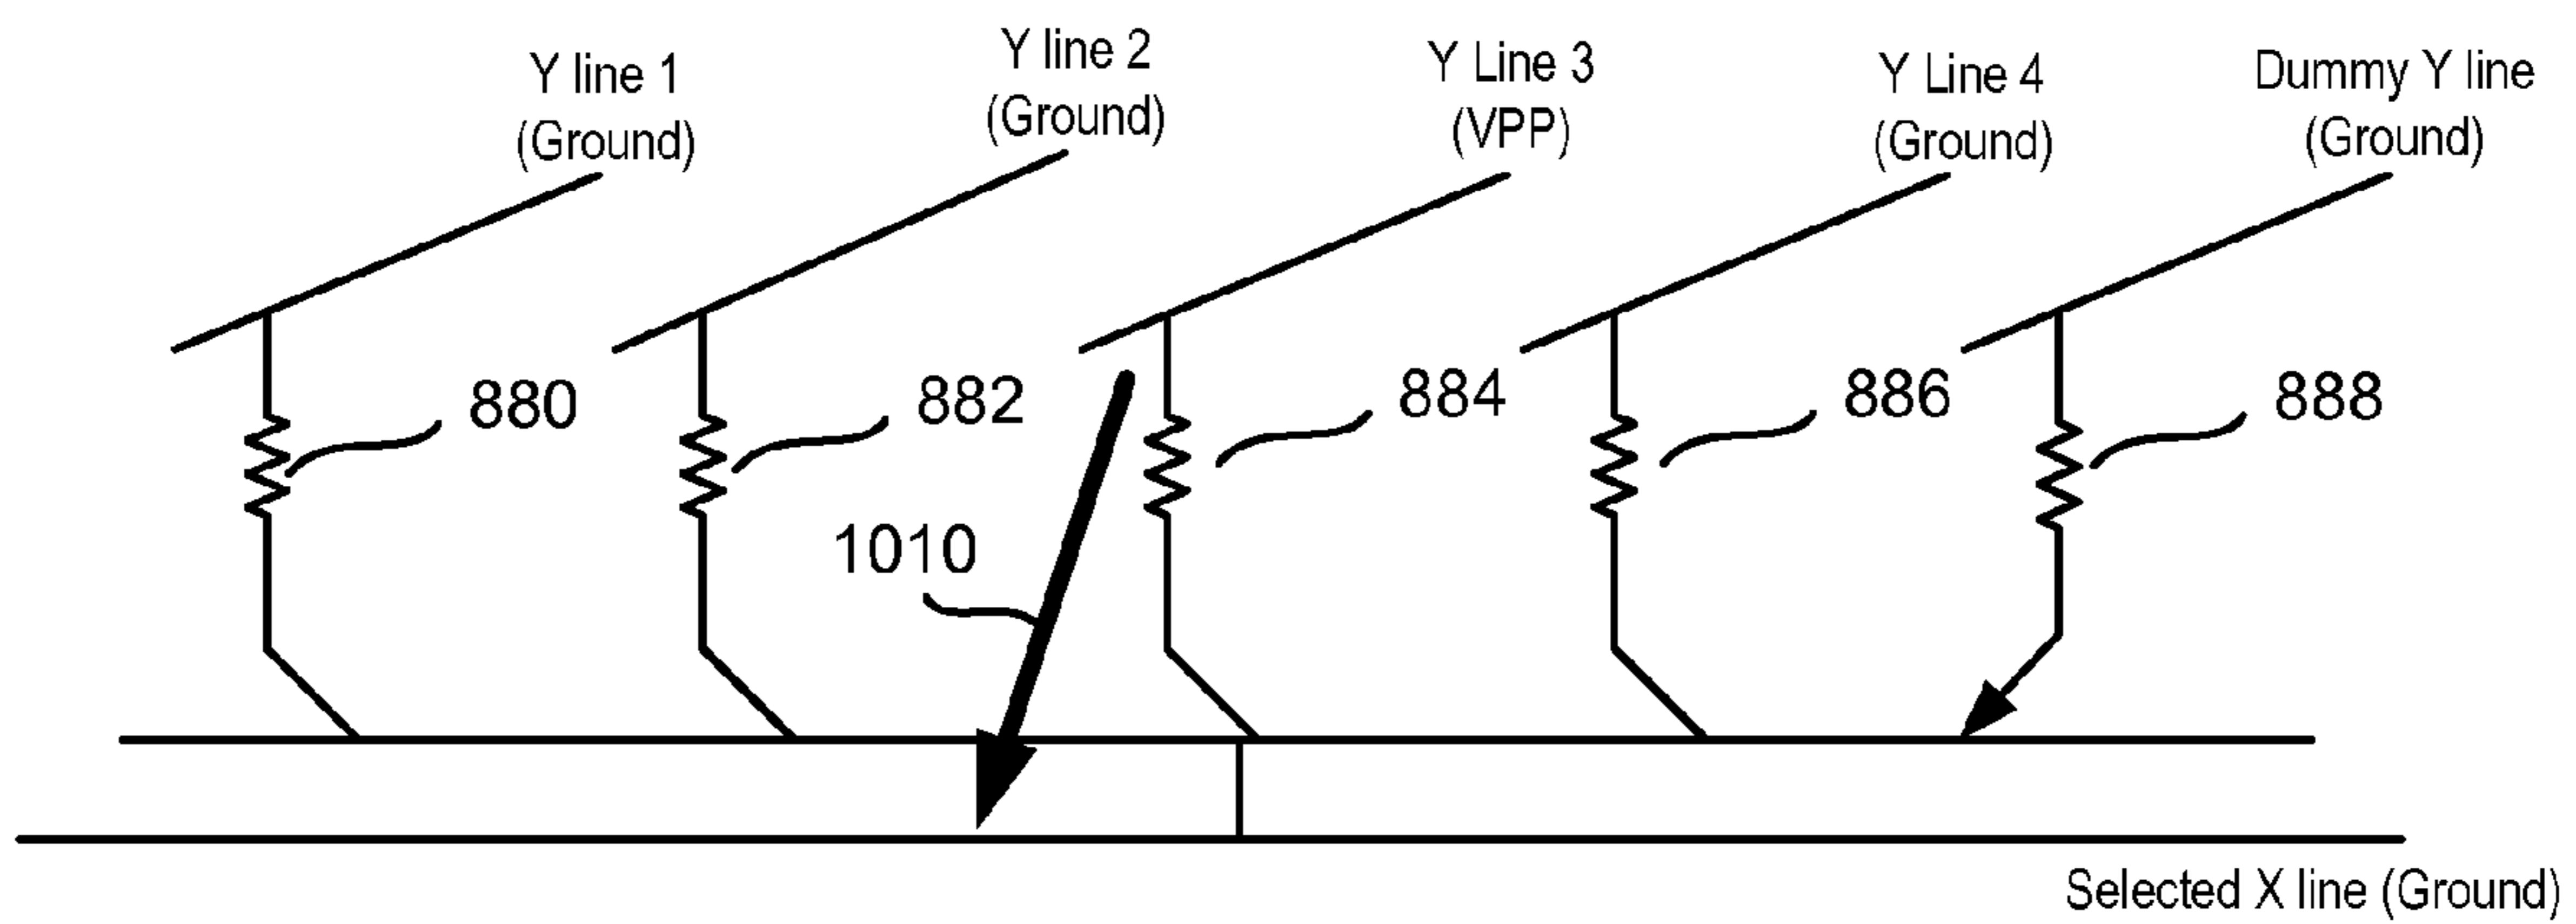 Y line 1
(Ground)
Y line 2
(Ground)
Y Line 3
(VPP)
Y Line 4
(Ground)
Dummy Y line
(Ground)
880
882
884
886
888
1010
Selected X line (Ground)